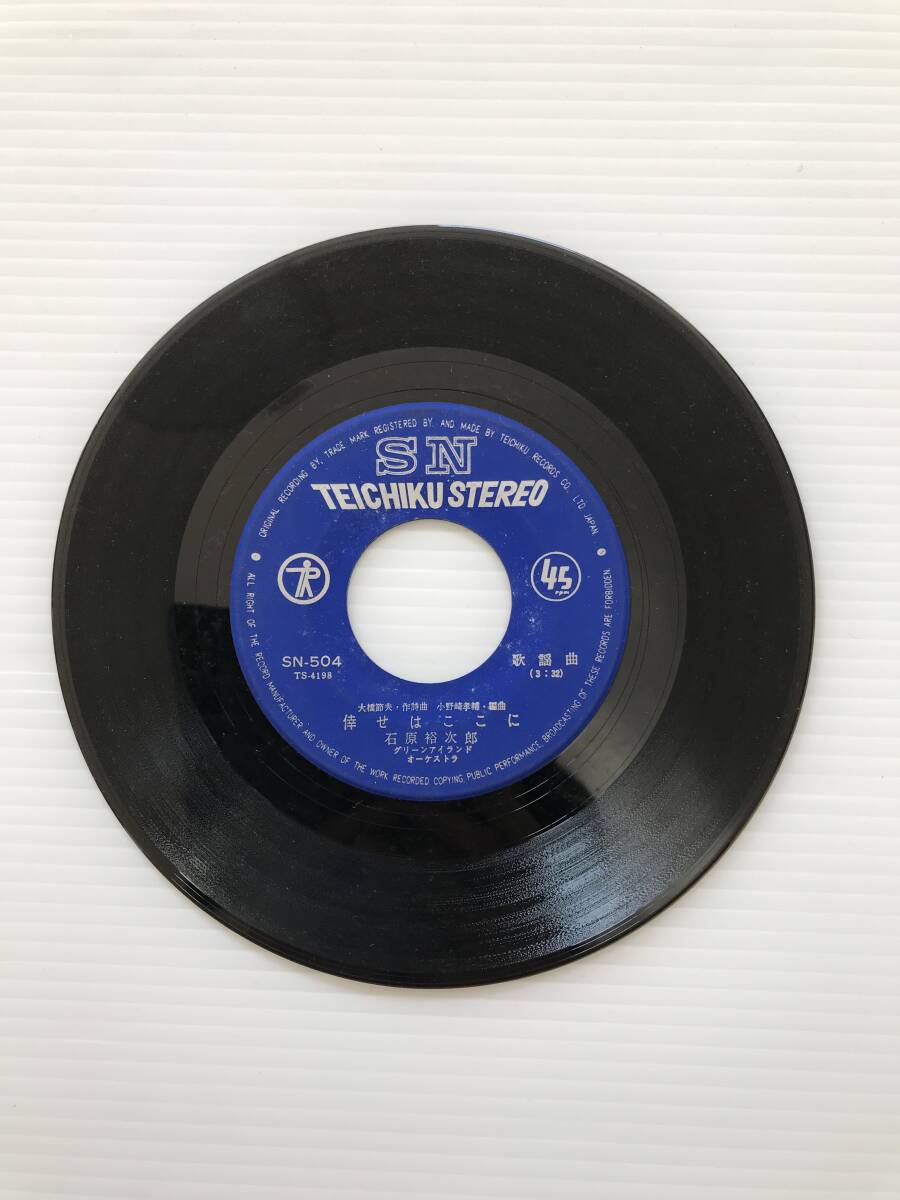 ORIGINAL RECORDING BY, TRADE MARK REGISTERED BY. AND MADE BY TEICHIKU RECORDS CO., LTD JAPAN.
SN
TEICHIKU STEREO
45
rpm
SN-504
TS-4198
歌謡曲
(3:32)
大橋節夫・作詩曲 小野崎孝輔・編曲
倖せはここに
石原裕次郎
グリーンアイランド
オーケストラ
ALL RIGHT OF THE RECORD MANUFACTURER AND OWNER OF THE WORK RECORDED COPYING, PUBLIC PERFORMANCE, BROADCASTING OF THESE RECORDS ARE FORBIDDEN.